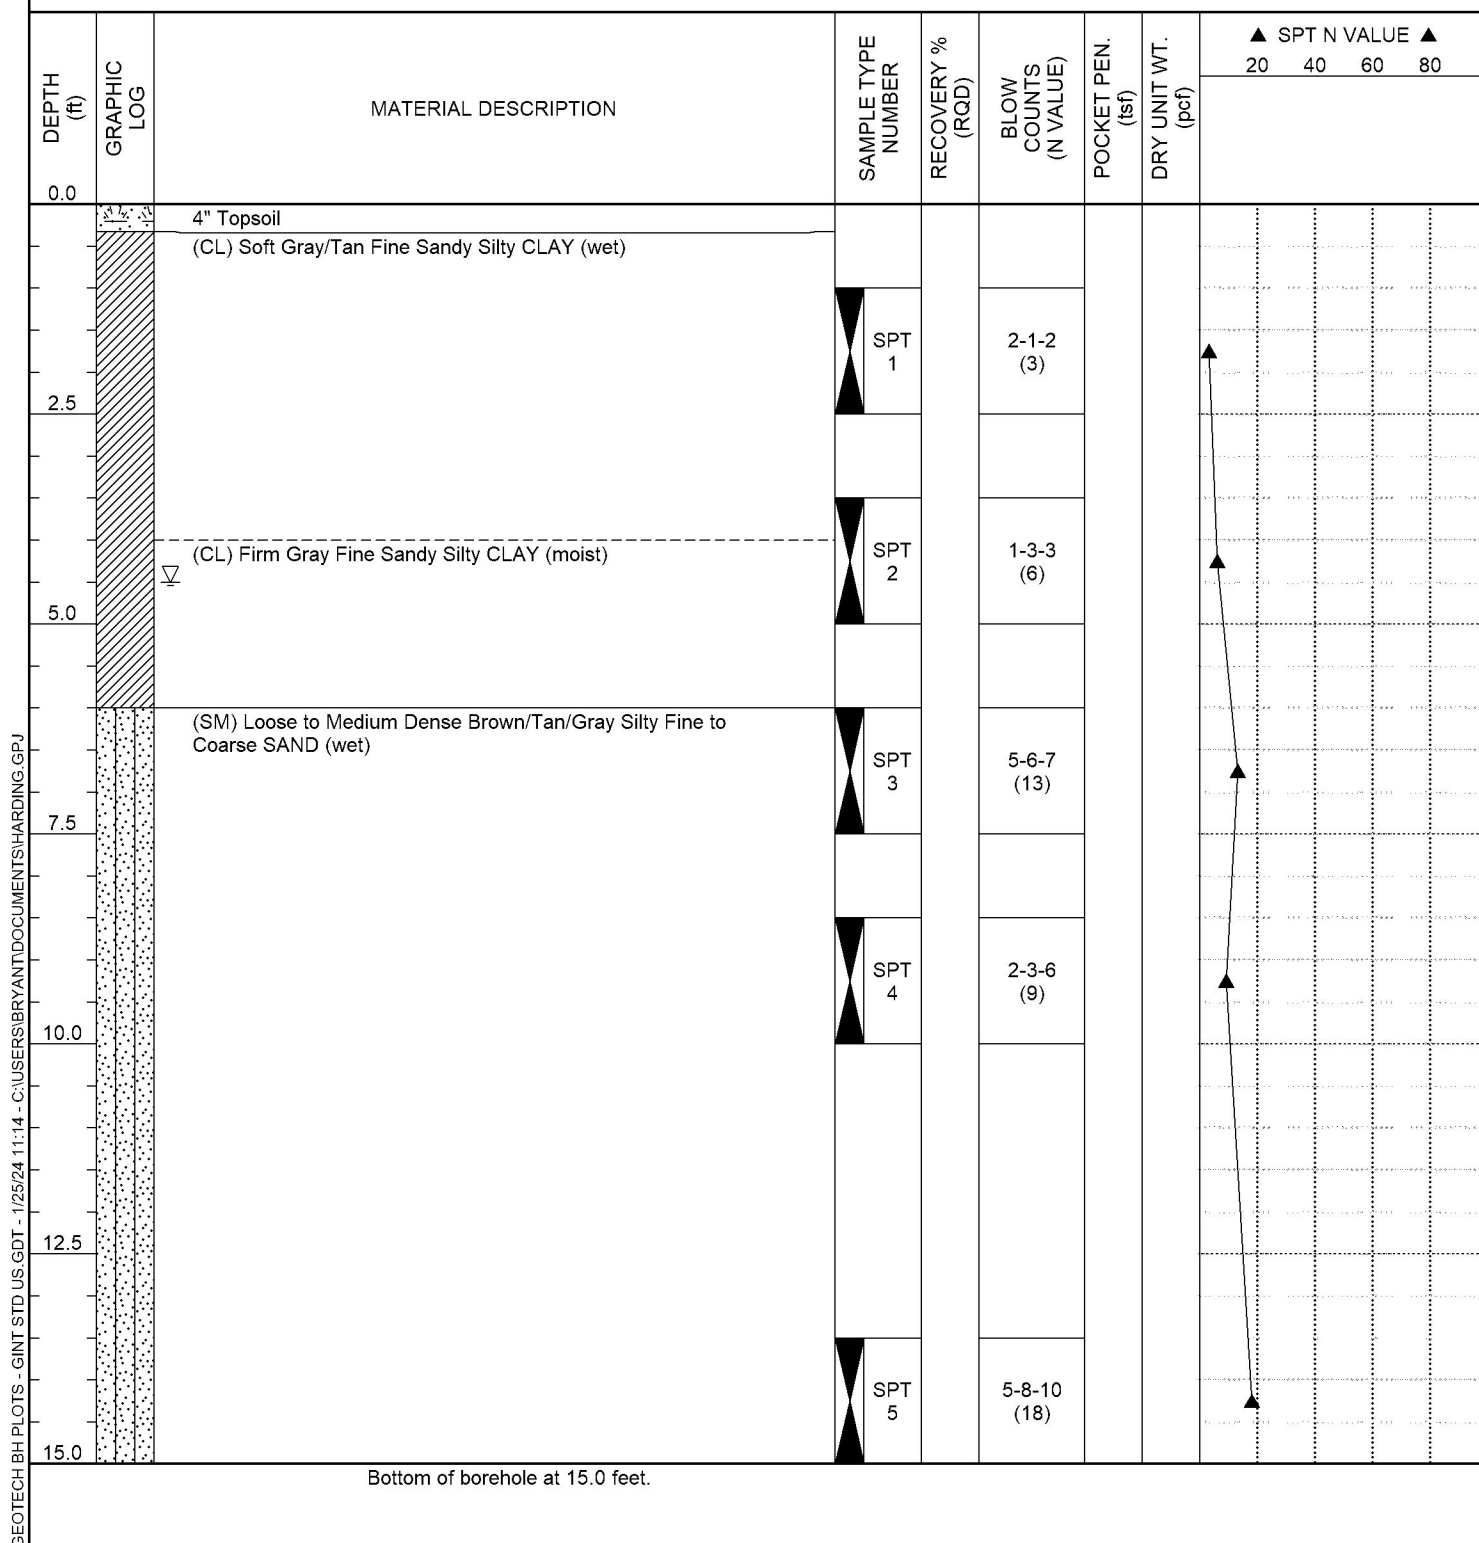 DEPTH
(ft)
GRAPHIC
LOG
MATERIAL DESCRIPTION
SAMPLE TYPE
NUMBER
RECOVERY %
(RQD)
BLOW
COUNTS
(N VALUE)
POCKET PEN.
(tsf)
DRY UNIT WT.
(pcf)
▲ SPT N VALUE ▲
20 40 60 80
0.0
4" Topsoil
(CL) Soft Gray/Tan Fine Sandy Silty CLAY (wet)
SPT
1
2-1-2
(3)
2.5
(CL) Firm Gray Fine Sandy Silty CLAY (moist)
SPT
2
1-3-3
(6)
5.0
(SM) Loose to Medium Dense Brown/Tan/Gray Silty Fine to
Coarse SAND (wet)
SPT
3
5-6-7
(13)
7.5
SPT
4
2-3-6
(9)
10.0
12.5
SPT
5
5-8-10
(18)
15.0
Bottom of borehole at 15.0 feet.
GEOTECH BH PLOTS - GINT STD US.GDT - 1/25/24 11:14 - C:\USERS\BRYANT\DOCUMENTS\HARDING.GPJ